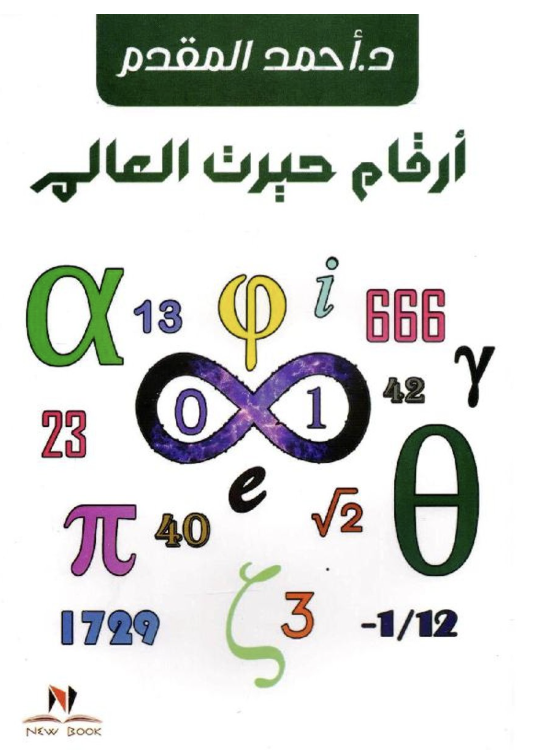 د.أحمد المقدم
أرقام حيرت العالم
α 13 φ i 666
0 ∞ 1 42 γ
23
e θ
π 40 √2
1729 ζ 3 -1/12
NEW BOOK